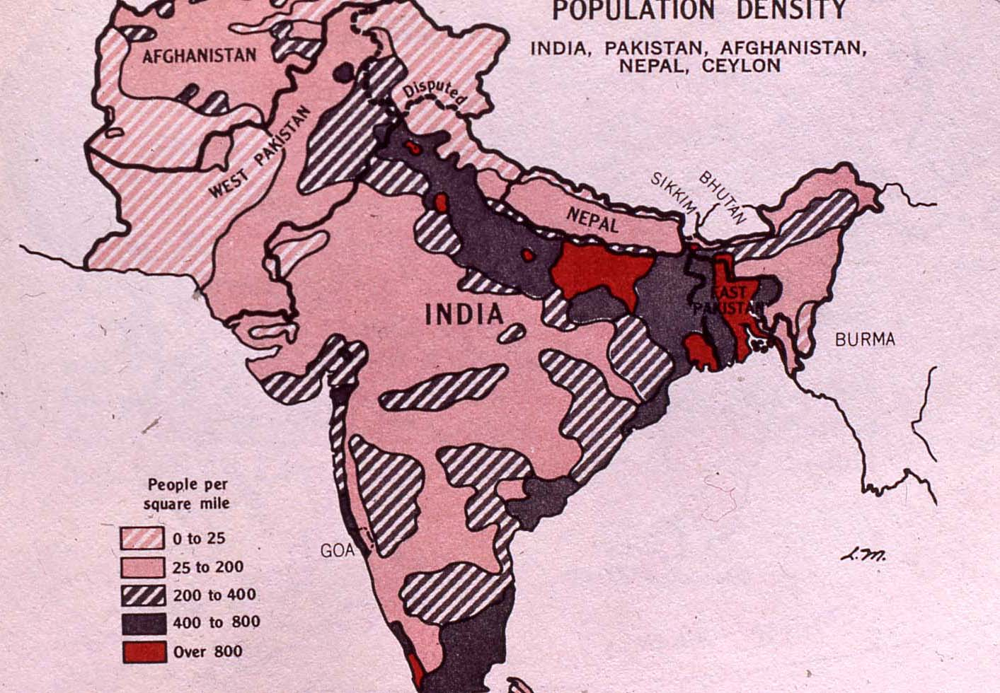 POPULATION DENSITY
INDIA, PAKISTAN, AFGHANISTAN,
NEPAL, CEYLON
AFGHANISTAN
Disputed
WEST PAKISTAN
SIKKIM
BHUTAN
NEPAL
EAST
PAKISTAN
INDIA
BURMA
GOA
People per
square mile
0 to 25
25 to 200
200 to 400
400 to 800
Over 800
L.M.